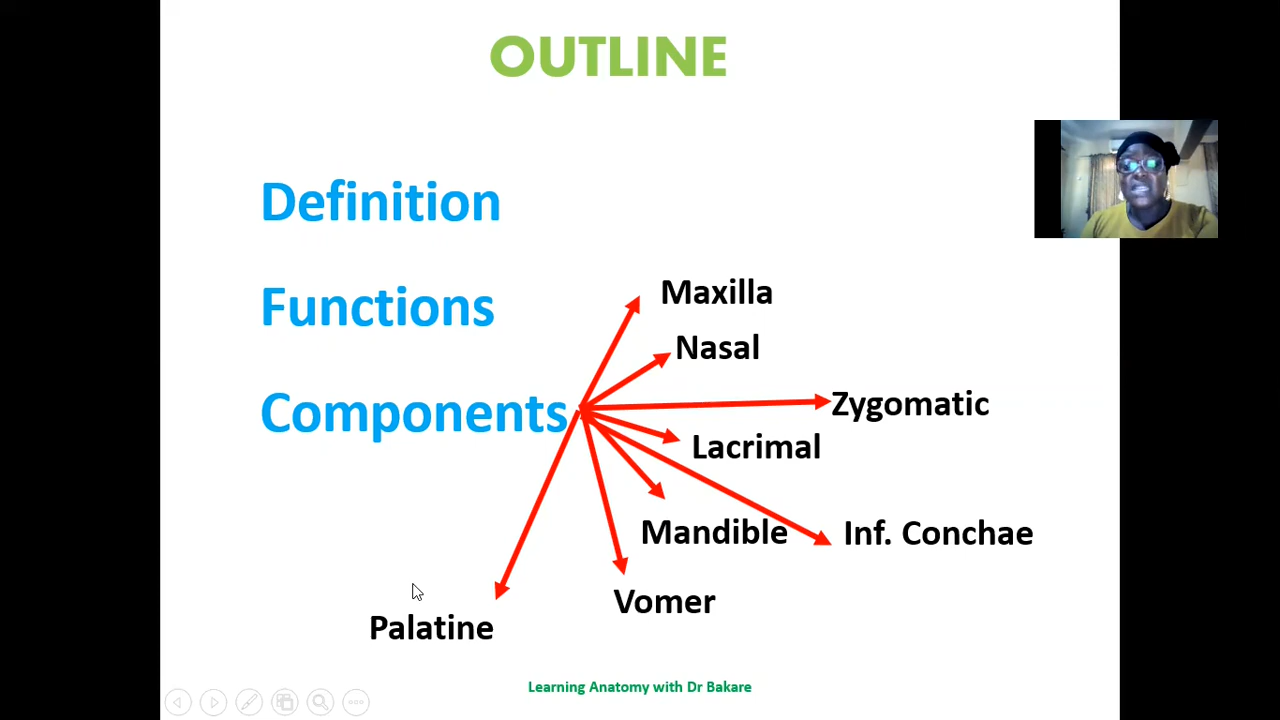 OUTLINE
Definition
Functions
Components
Maxilla
Nasal
Zygomatic
Lacrimal
Mandible
Inf. Conchae
Vomer
Palatine
Learning Anatomy with Dr Bakare